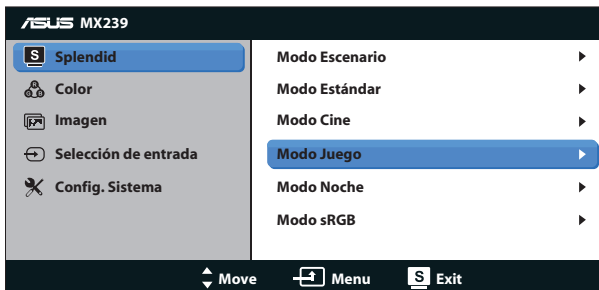 ASUS MX239
S Splendid
Color
Imagen
Selección de entrada
Config. Sistema
Modo Escenario
Modo Estándar
Modo Cine
Modo Juego
Modo Noche
Modo sRGB
Move Menu S Exit